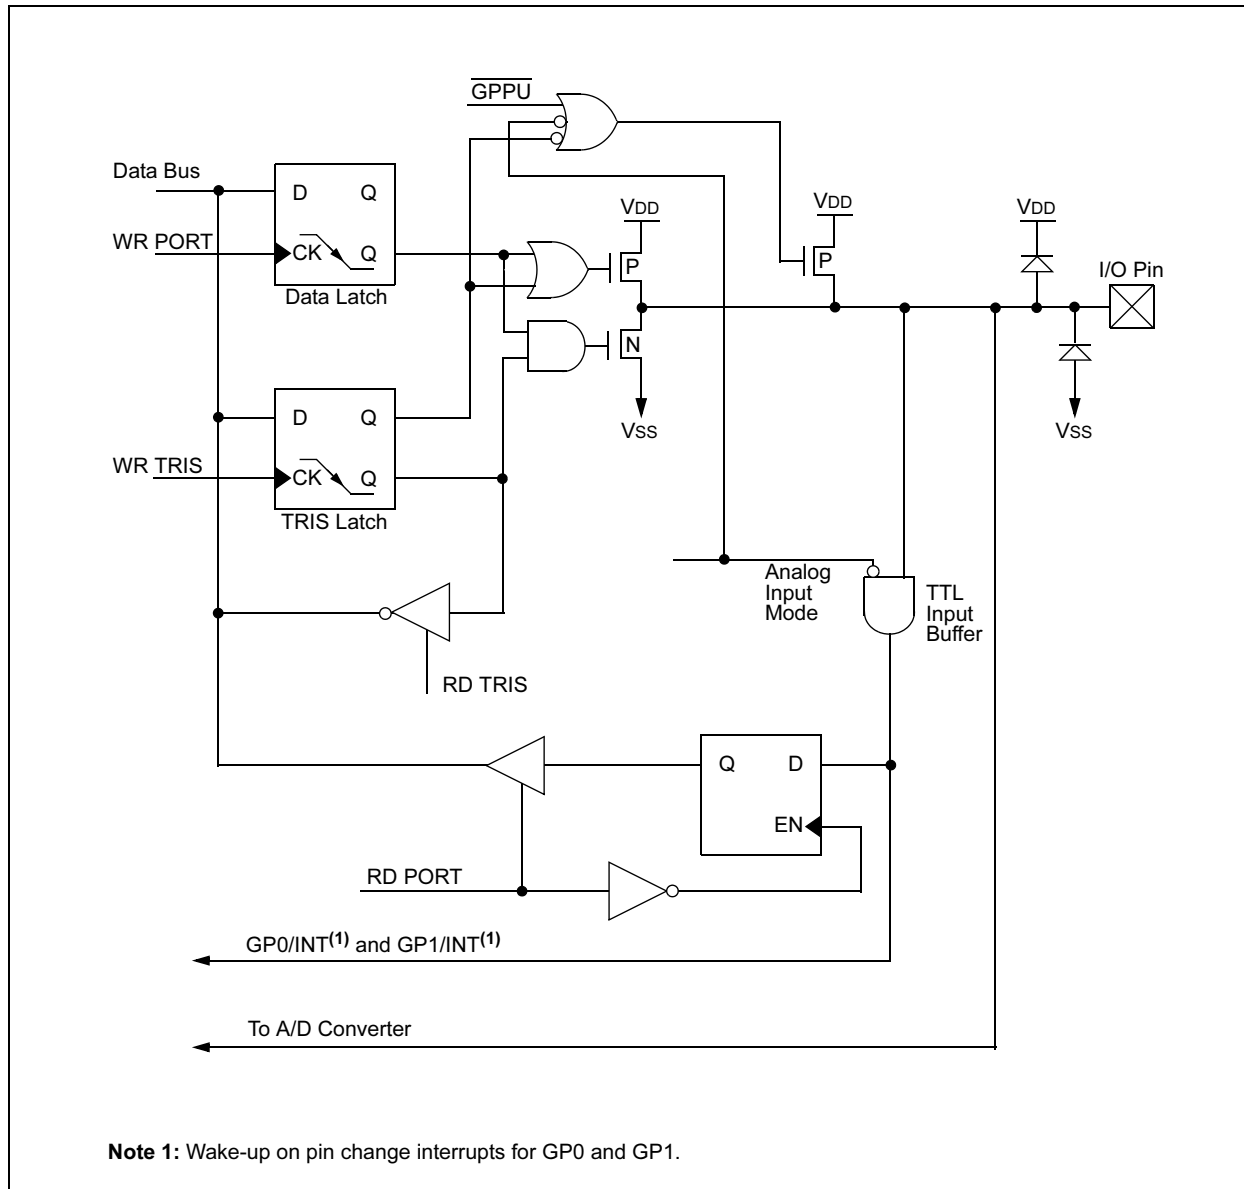 GPPU
Data Bus
D Q
VDD
VDD
VDD
WR PORT
CK Q
P
P
I/O Pin
Data Latch
N
D Q
VSS
VSS
WR TRIS
CK Q
TRIS Latch
Analog
Input
Mode
TTL
Input
Buffer
RD TRIS
Q D
EN
RD PORT
GP0/INT(1) and GP1/INT(1)
To A/D Converter
Note 1: Wake-up on pin change interrupts for GP0 and GP1.